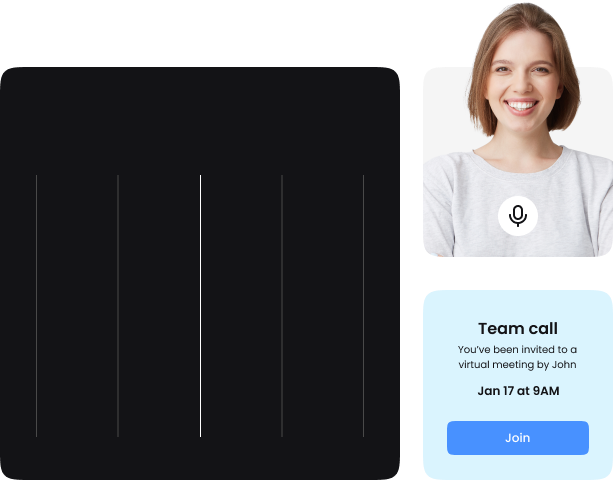 Team call
You've been invited to a
virtual meeting by John
Jan 17 at 9AM
Join